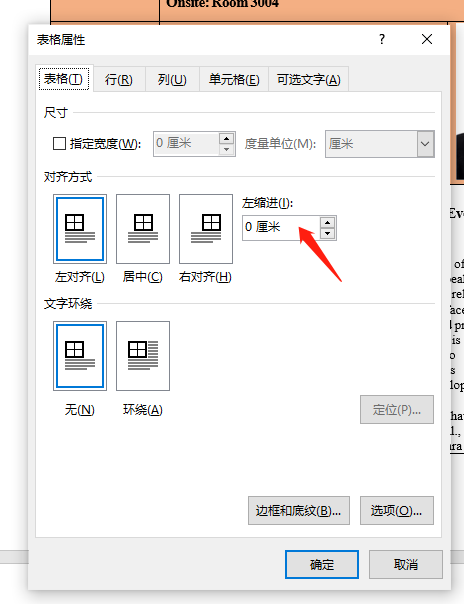 Onsite: Room 3004
表格属性
? ×
表格(T) 行(R) 列(U) 单元格(E) 可选文字(A)
尺寸
指定宽度(W): 0 厘米 度量单位(M): 厘米
对齐方式
左缩进(I):
0 厘米
左对齐(L) 居中(C) 右对齐(H)
文字环绕
无(N) 环绕(A)
定位(P)...
边框和底纹(B)... 选项(O)...
确定 取消